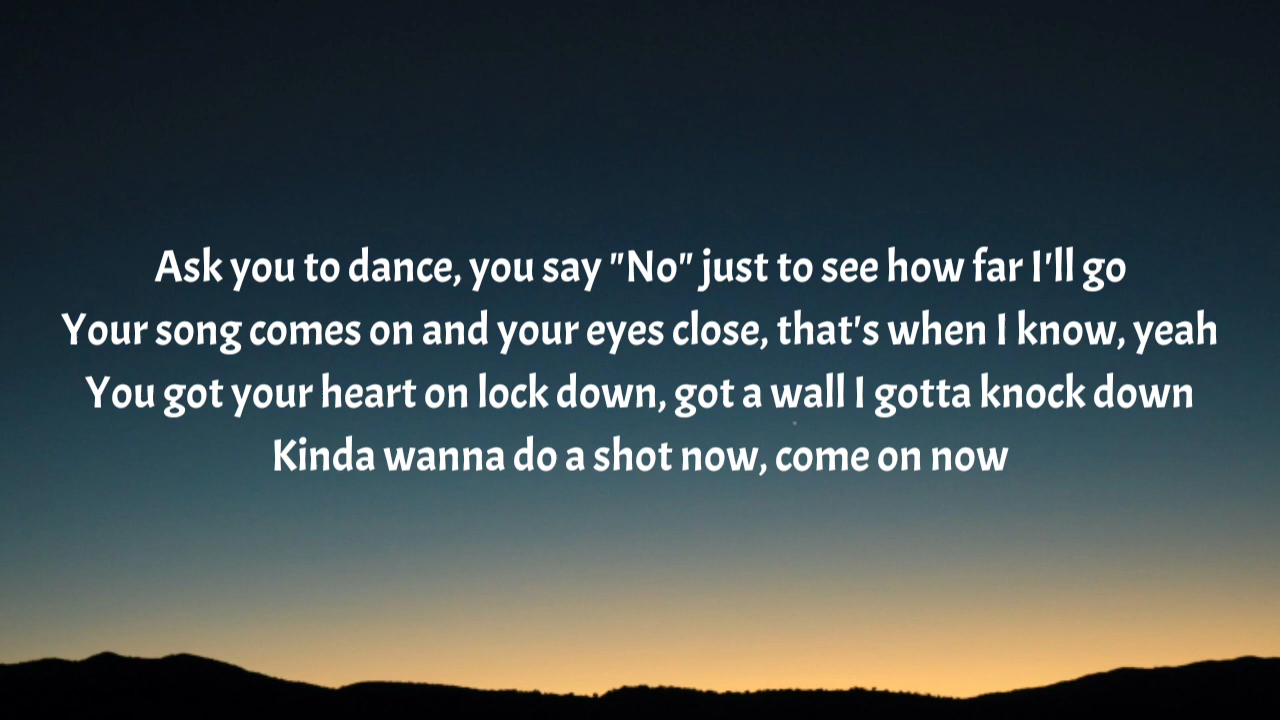 Ask you to dance, you say "No" just to see how far I'll go
Your song comes on and your eyes close, that's when I know, yeah
You got your heart on lock down, got a wall I gotta knock down
Kinda wanna do a shot now, come on now